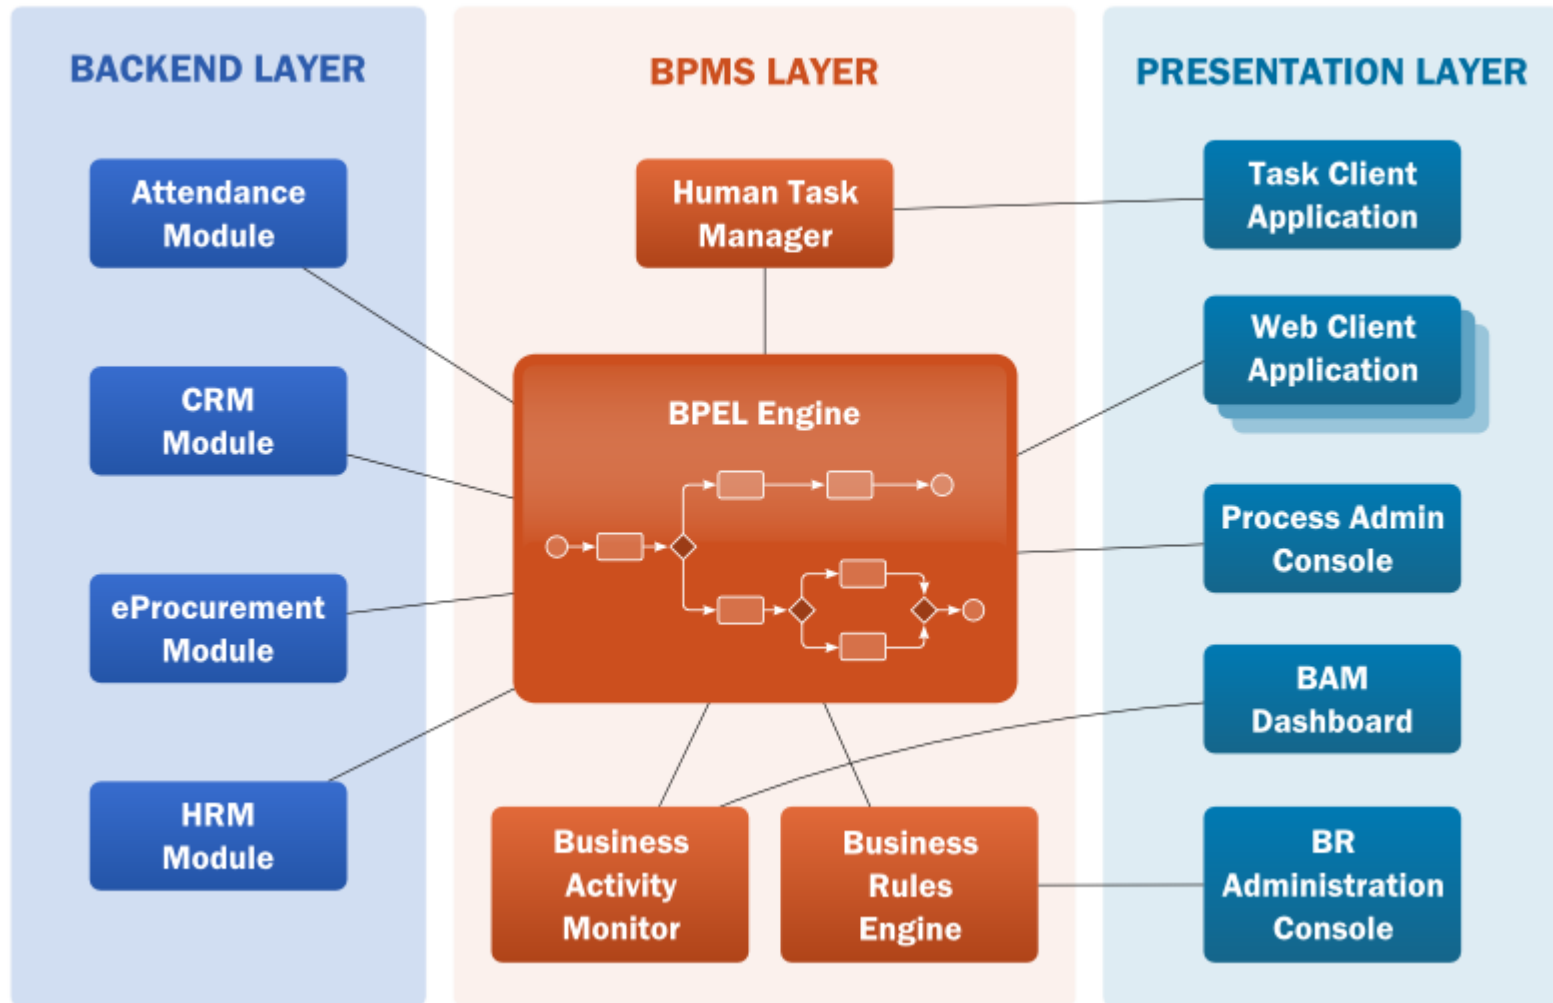 BACKEND LAYER
Attendance
Module
CRM
Module
eProcurement
Module
HRM
Module
BPMS LAYER
Human Task
Manager
BPEL Engine
Business
Activity
Monitor
Business
Rules
Engine
PRESENTATION LAYER
Task Client
Application
Web Client
Application
Process Admin
Console
BAM
Dashboard
BR
Administration
Console